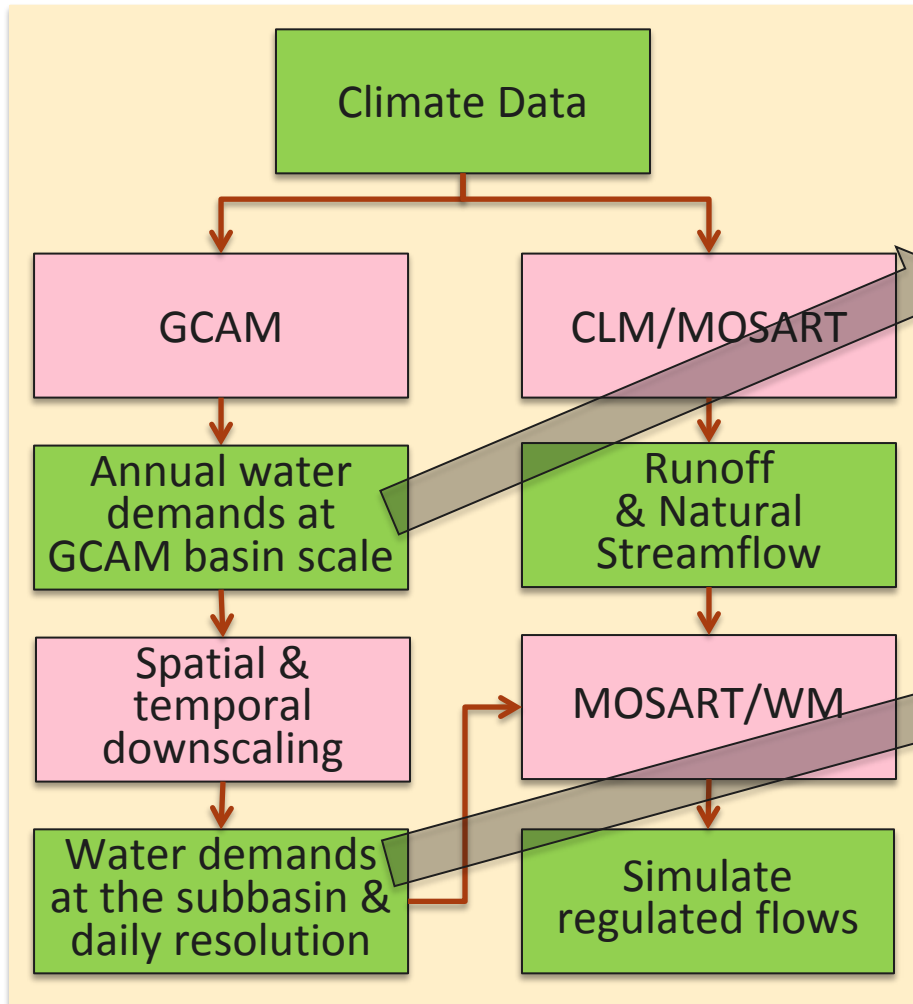 Climate Data
GCAM
CLM/MOSART
Annual water
demands at
GCAM basin scale
Runoff
& Natural
Streamflow
Spatial &
temporal
downscaling
MOSART/WM
Water demands
at the subbasin &
daily resolution
Simulate
regulated flows